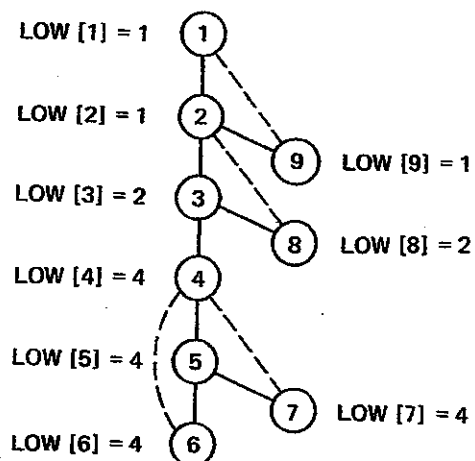 LOW [1] = 1
1
LOW [2] = 1
2
9
LOW [9] = 1
LOW [3] = 2
3
8
LOW [8] = 2
LOW [4] = 4
4
LOW [5] = 4
5
7
LOW [7] = 4
LOW [6] = 4
6